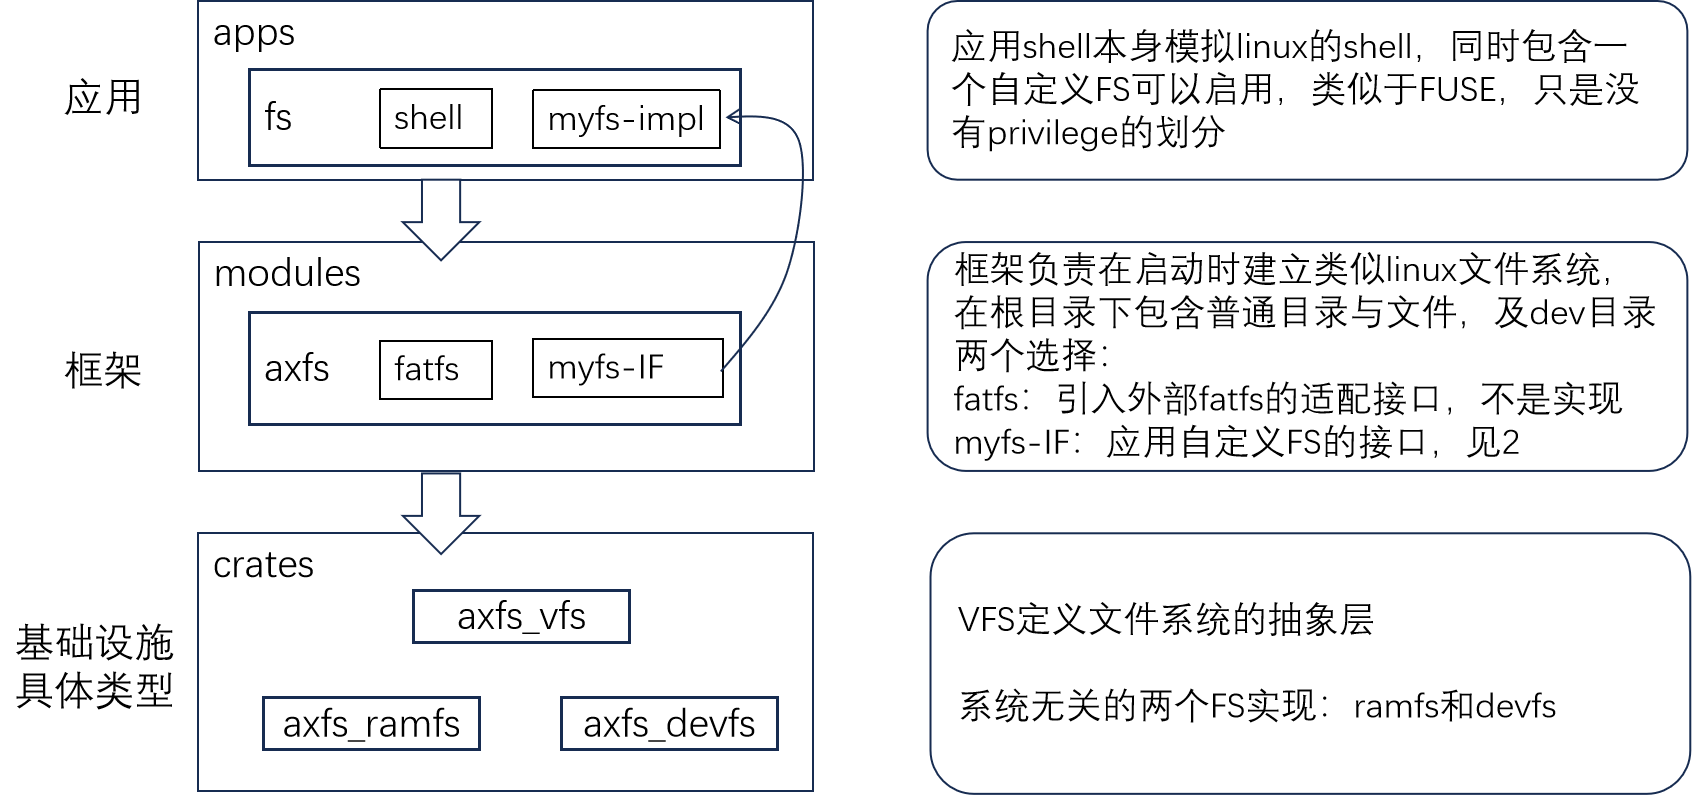 应用
apps
fs
shell
myfs-impl
应用shell本身模拟linux的shell，同时包含一
个自定义FS可以启用，类似于FUSE，只是没
有privilege的划分
框架
modules
axfs
fatfs
myfs-IF
框架负责在启动时建立类似linux文件系统，
在根目录下包含普通目录与文件，及dev目录
两个选择：
fatfs：引入外部fatfs的适配接口，不是实现
myfs-IF：应用自定义FS的接口，见2
基础设施
具体类型
crates
axfs_vfs
axfs_ramfs
axfs_devfs
VFS定义文件系统的抽象层
系统无关的两个FS实现：ramfs和devfs